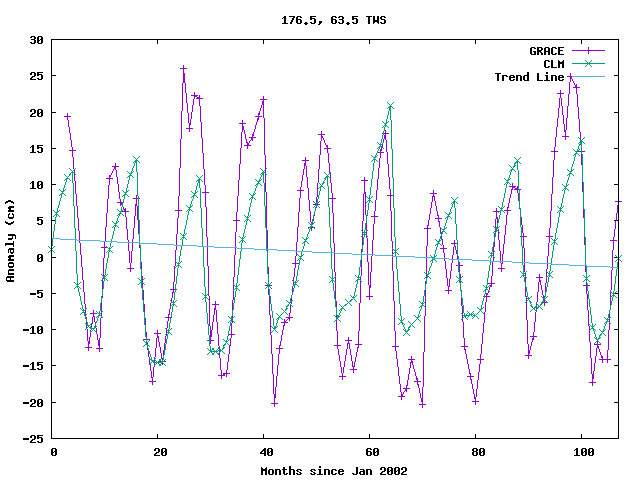 176.5, 63.5 TWS
GRACE
CLM
Trend Line
30
25
20
15
10
5
0
-5
-10
-15
-20
-25
Anomaly (cm)
0 20 40 60 80 100
Months since Jan 2002